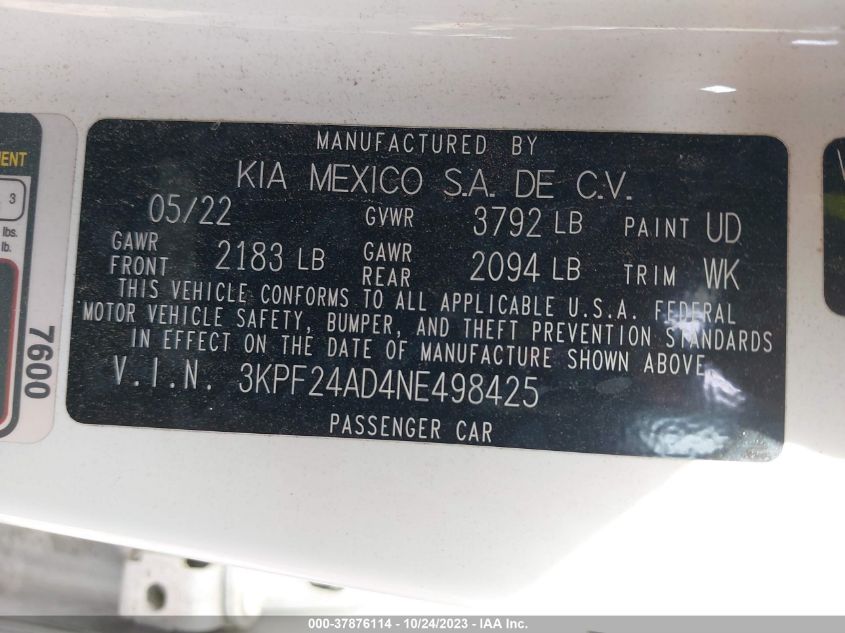 MANUFACTURED BY
KIA MEXICO S.A. DE C.V.
05/22 GVWR 3792 LB PAINT UD
GAWR FRONT 2183 LB GAWR REAR 2094 LB TRIM WK
THIS VEHICLE CONFORMS TO ALL APPLICABLE U.S.A. FEDERAL
MOTOR VEHICLE SAFETY, BUMPER, AND THEFT PREVENTION STANDARDS
IN EFFECT ON THE DATE OF MANUFACTURE SHOWN ABOVE
V.I.N. 3KPF24AD4NE498425
PASSENGER CAR
3
lbs.
lb.
7600
000-37876114 - 10/24/2023 - IAA Inc.